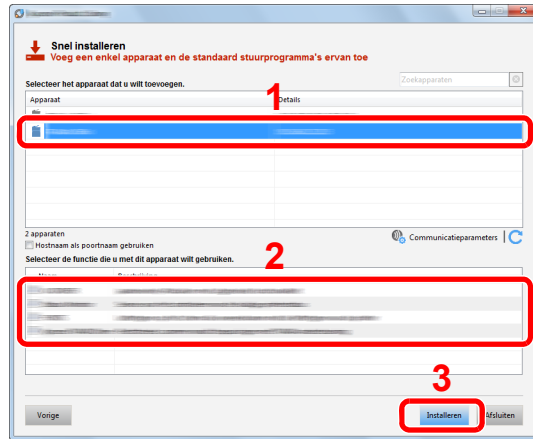 Snel installeren
Voeg een enkel apparaat en de standaard stuurprogramma's ervan toe
Zoekapparaten
Selecteer het apparaat dat u wilt toevoegen.
1
Apparaat Details
2 apparaten
Communicatieparameters
Hostnaam als poortnaam gebruiken
Selecteer de functie die u met dit apparaat wilt gebruiken.
2
Naam Beschrijving
3
Vorige Installeren Afsluiten